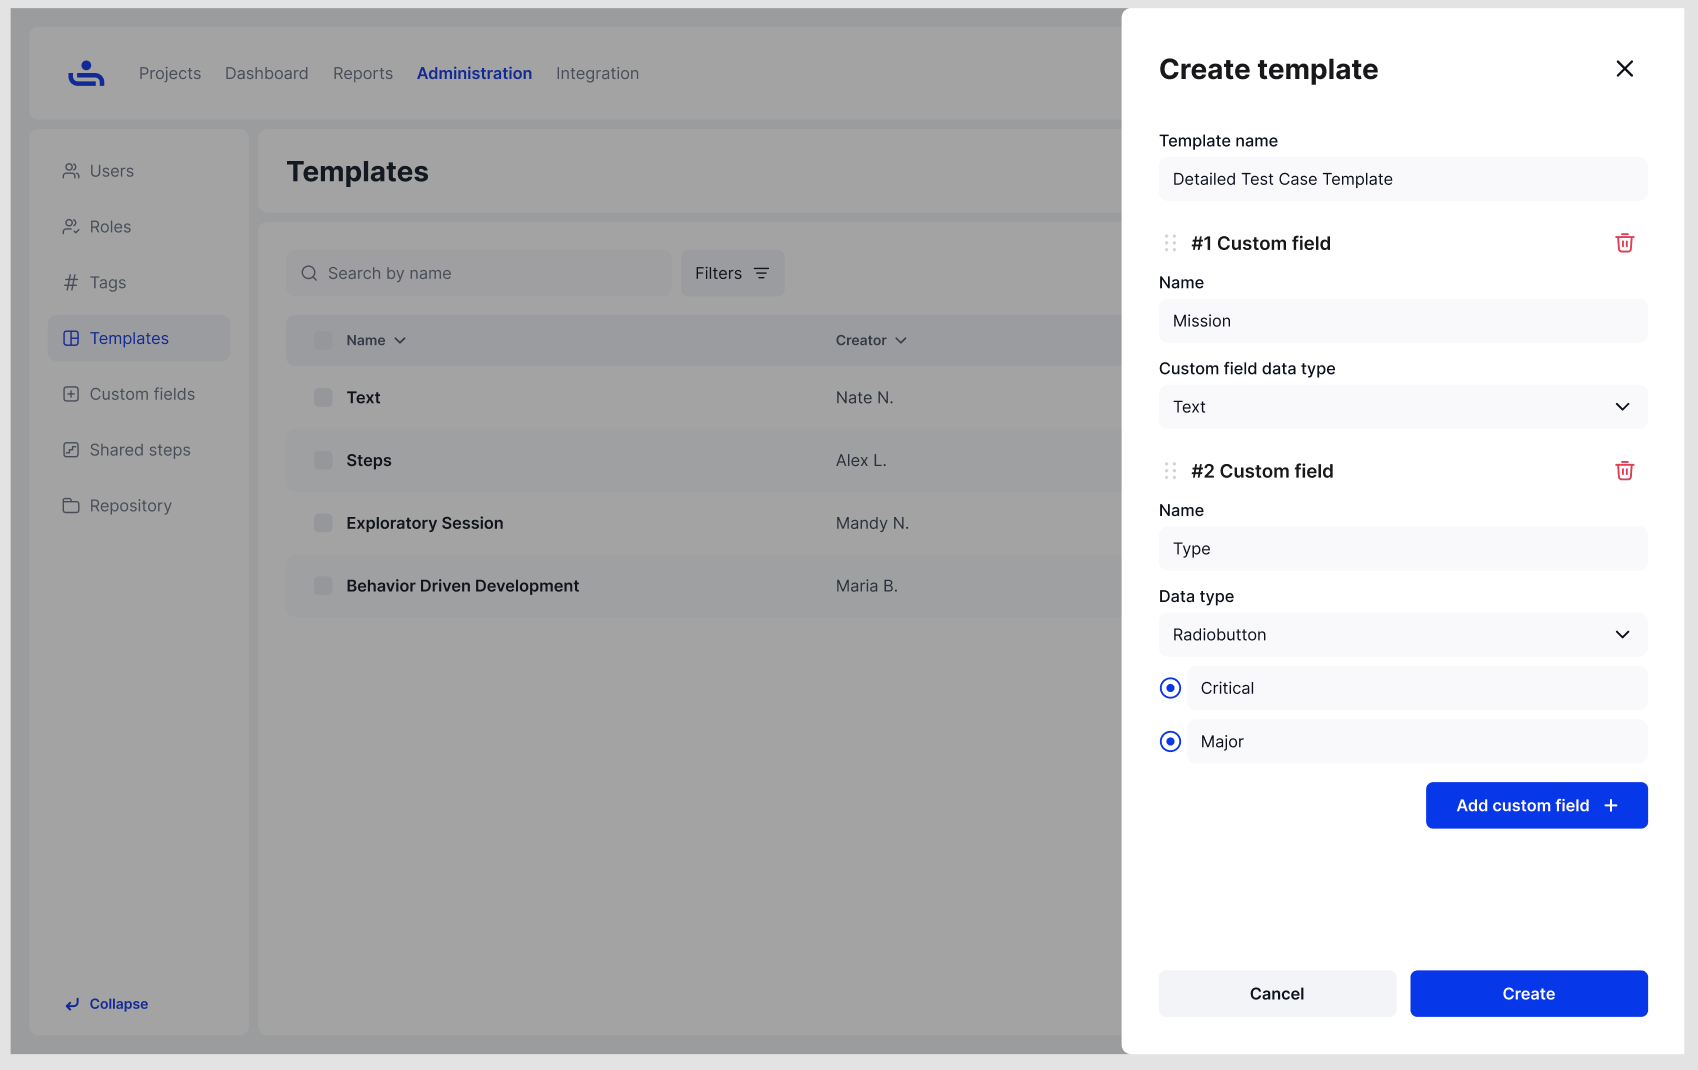 Projects Dashboard Reports Administration Integration
Users
Roles
Tags
Templates
Custom fields
Shared steps
Repository
Collapse
Templates
Search by name Filters
Name Creator
Text Nate N.
Steps Alex L.
Exploratory Session Mandy N.
Behavior Driven Development Maria B.
Create template
Template name
Detailed Test Case Template
#1 Custom field
Name
Mission
Custom field data type
Text
#2 Custom field
Name
Type
Data type
Radiobutton
Critical
Major
Add custom field +
Cancel Create